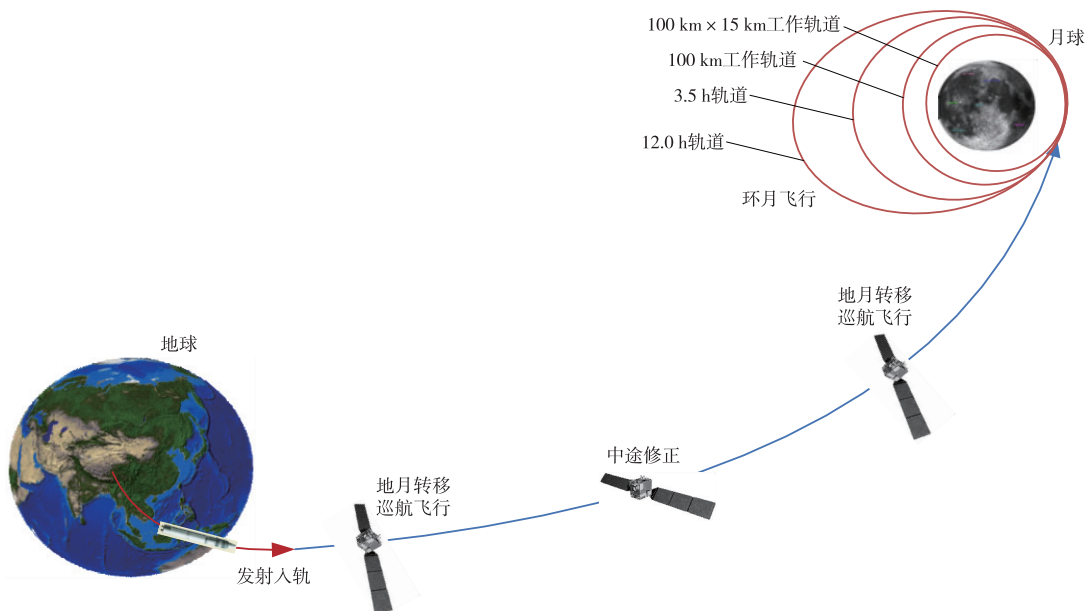 100 km × 15 km工作轨道
月球
100 km工作轨道
3.5 h轨道
12.0 h轨道
环月飞行
地月转移
巡航飞行
地球
中途修正
地月转移
巡航飞行
发射入轨